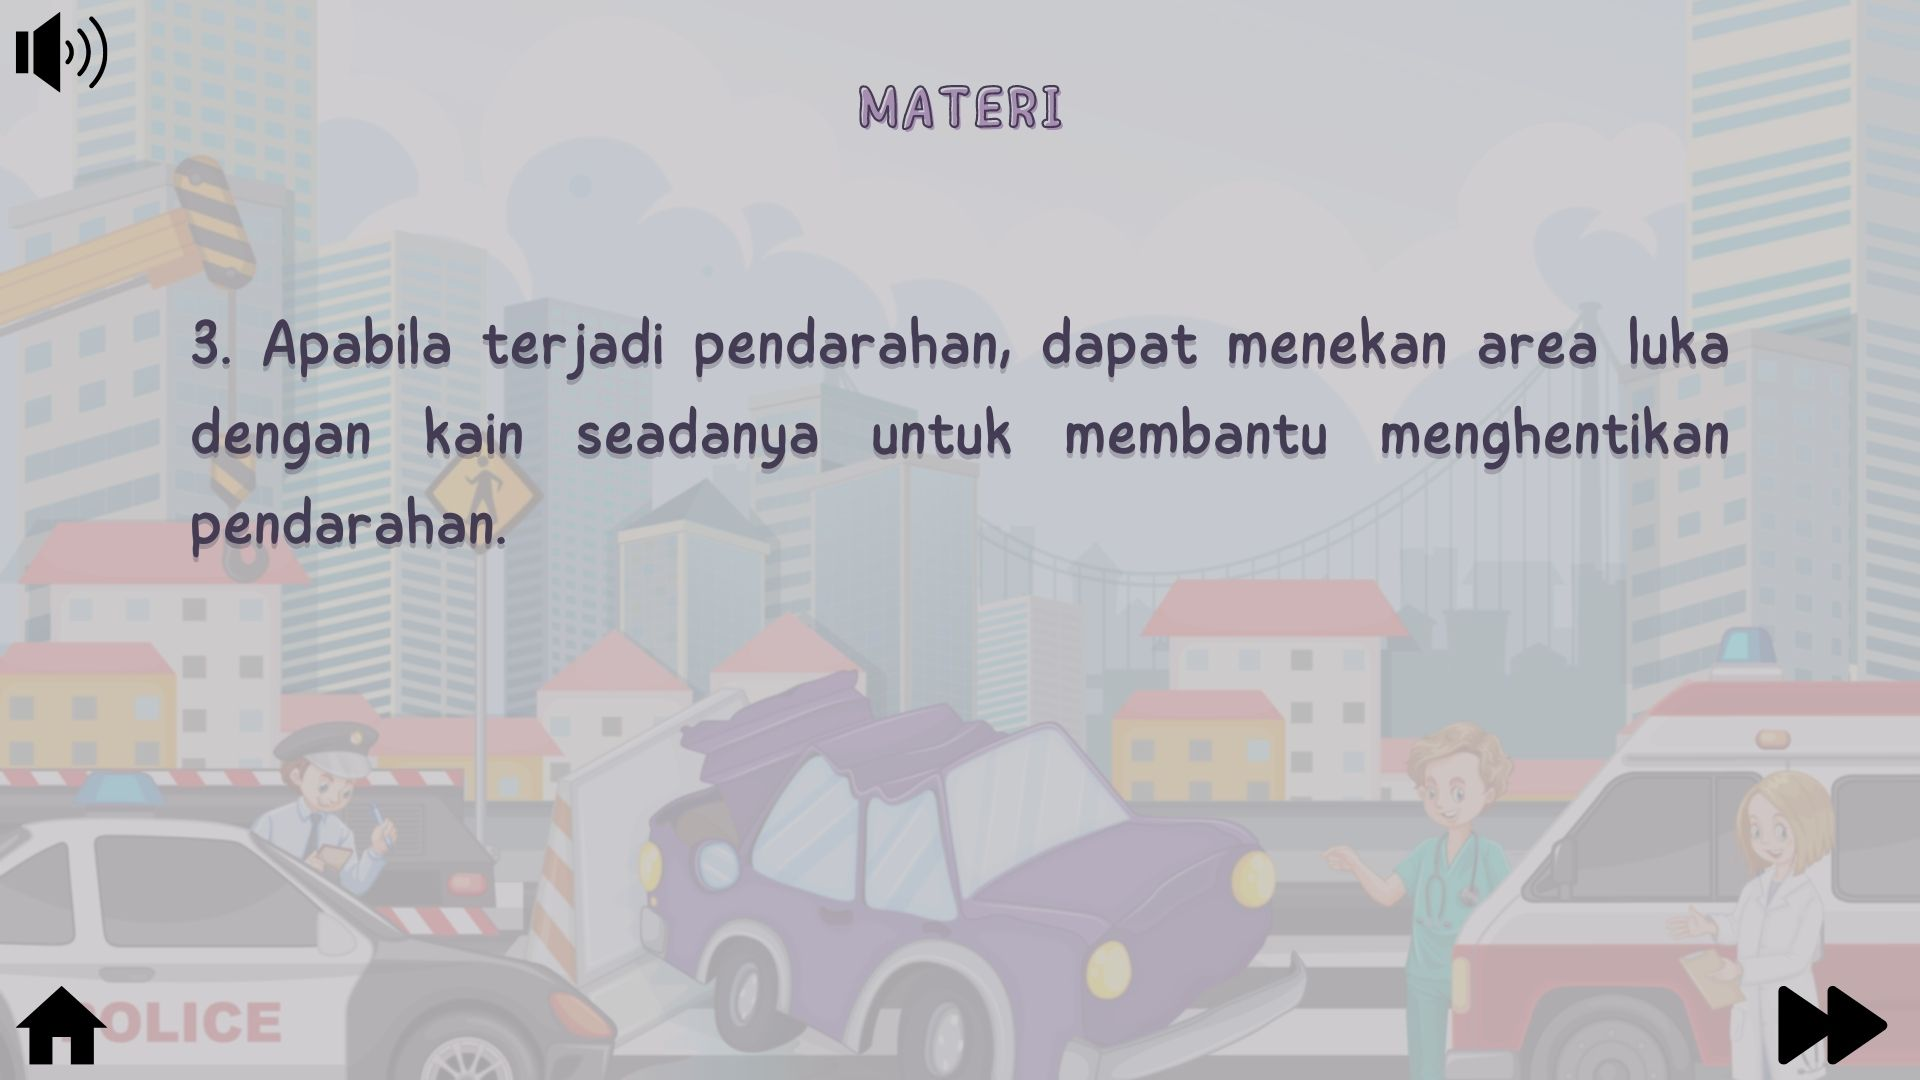 MATERI
3. Apabila terjadi pendarahan, dapat menekan area luka
dengan kain seadanya untuk membantu menghentikan
pendarahan.
OLICE